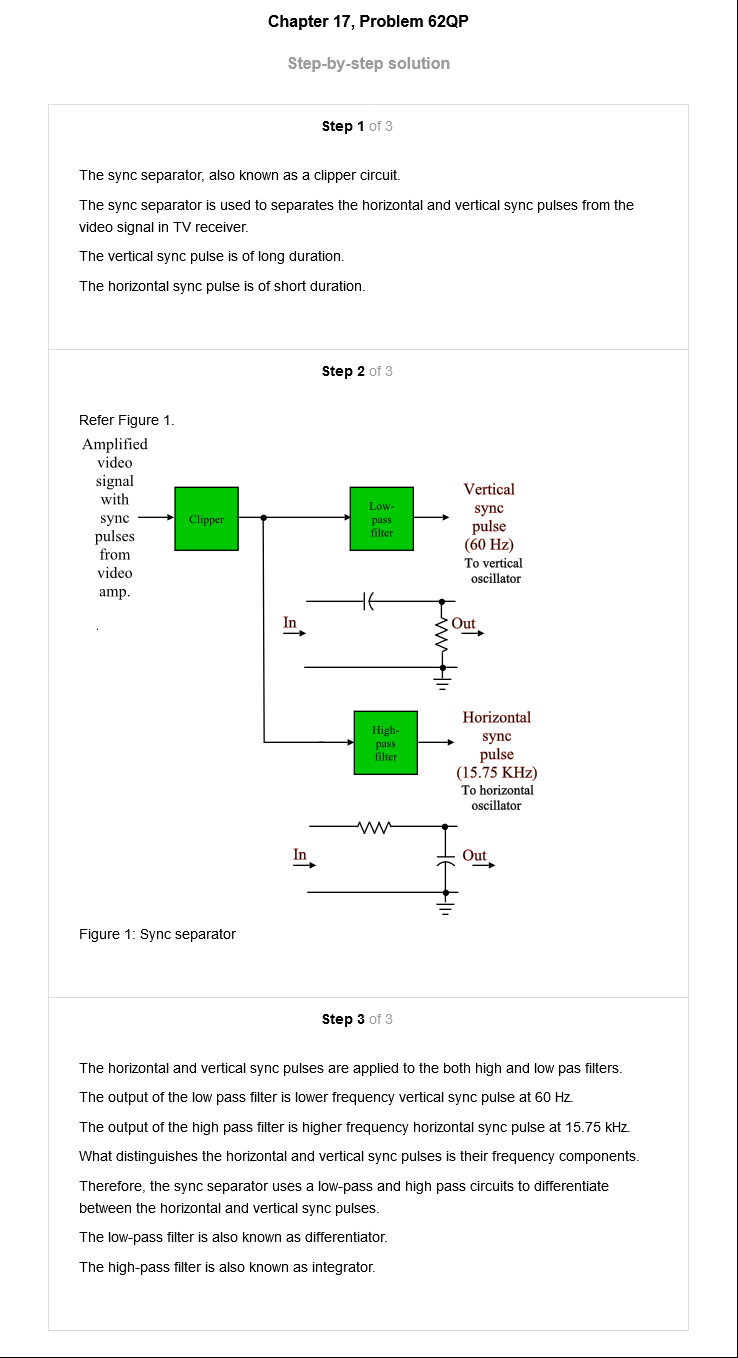 Chapter 17, Problem 62QP
Step-by-step solution
Step 1 of 3
The sync separator, also known as a clipper circuit.
The sync separator is used to separates the horizontal and vertical sync pulses from the
video signal in TV receiver.
The vertical sync pulse is of long duration.
The horizontal sync pulse is of short duration.
Step 2 of 3
Refer Figure 1.
Amplified
video
signal
with
sync
pulses
from
video
amp.
.
Clipper
Low-
pass
filter
Vertical
sync
pulse
(60 Hz)
To vertical
oscillator
In
Out
High-
pass
filter
Horizontal
sync
pulse
(15.75 KHz)
To horizontal
oscillator
In
Out
Figure 1: Sync separator
Step 3 of 3
The horizontal and vertical sync pulses are applied to the both high and low pas filters.
The output of the low pass filter is lower frequency vertical sync pulse at 60 Hz.
The output of the high pass filter is higher frequency horizontal sync pulse at 15.75 kHz.
What distinguishes the horizontal and vertical sync pulses is their frequency components.
Therefore, the sync separator uses a low-pass and high pass circuits to differentiate
between the horizontal and vertical sync pulses.
The low-pass filter is also known as differentiator.
The high-pass filter is also known as integrator.